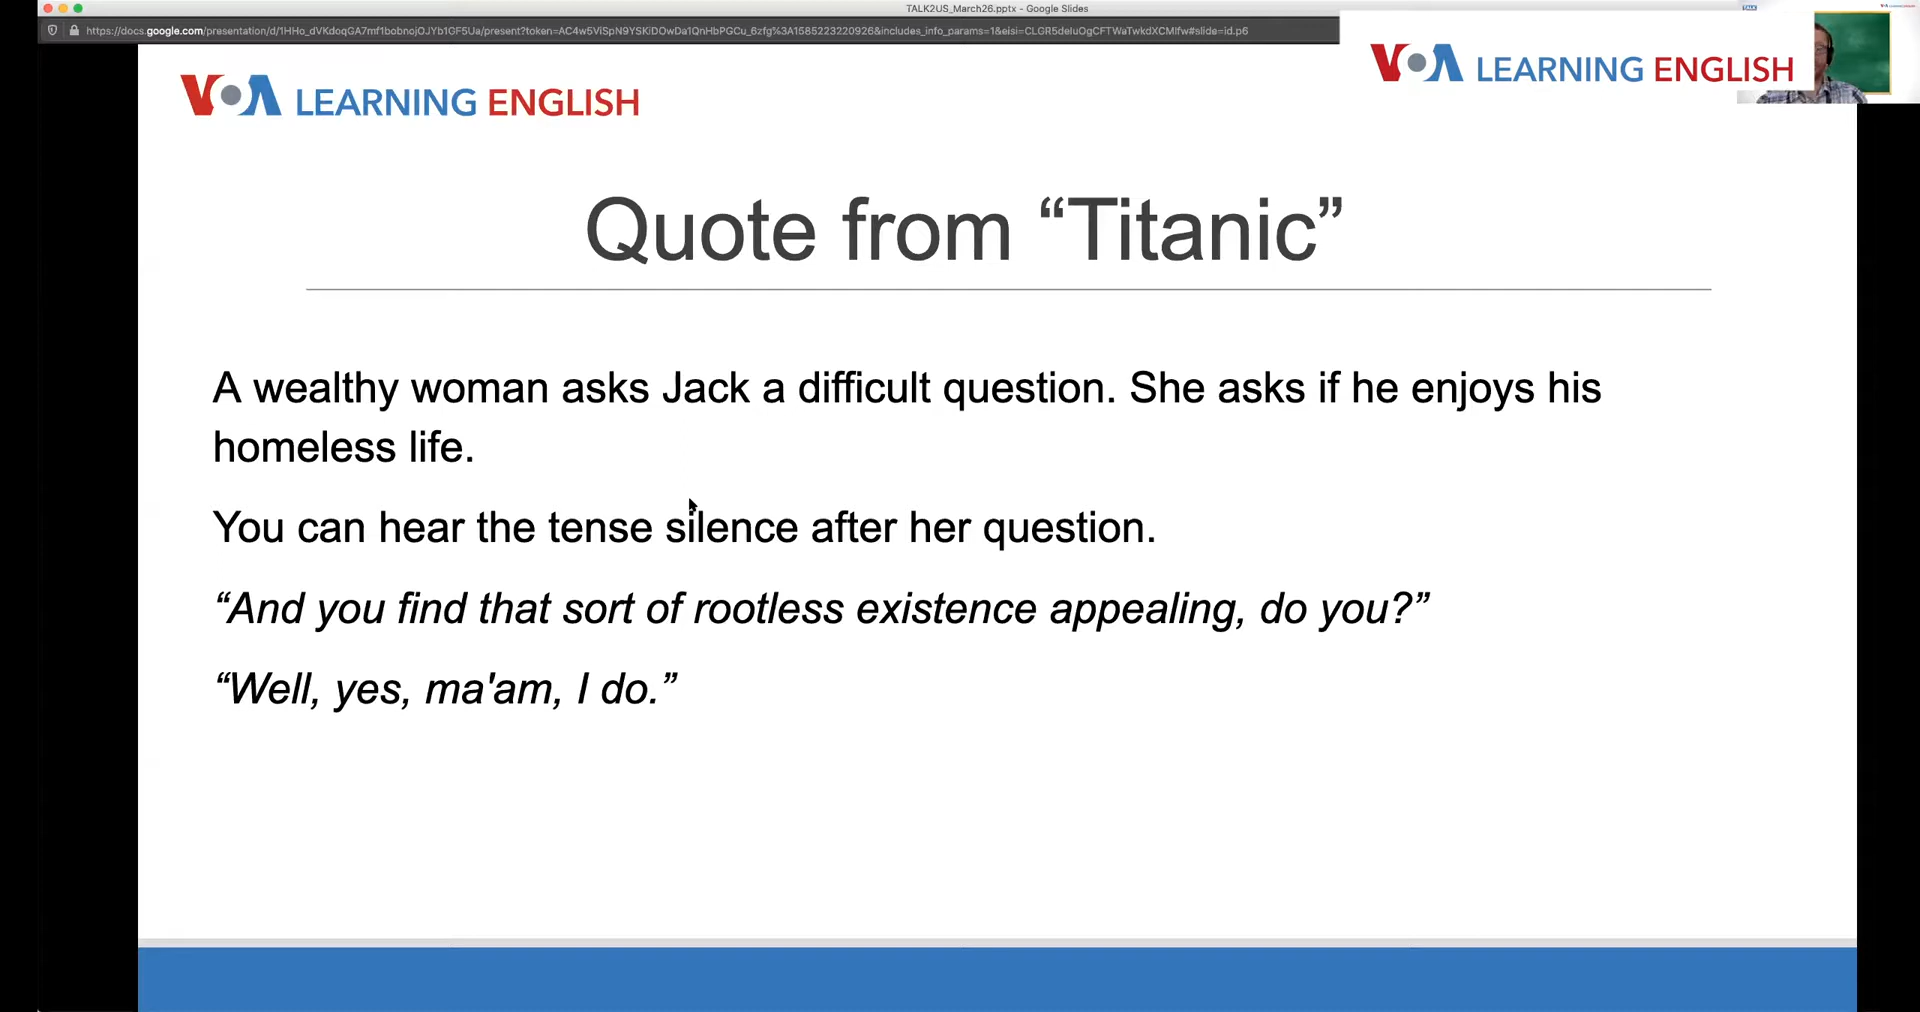 TALK2US_March26.pptx - Google Slides
VOA LEARNING ENGLISH
VOA LEARNING ENGLISH
Quote from “Titanic”
A wealthy woman asks Jack a difficult question. She asks if he enjoys his
homeless life.
You can hear the tense silence after her question.
“And you find that sort of rootless existence appealing, do you?”
“Well, yes, ma'am, I do.”